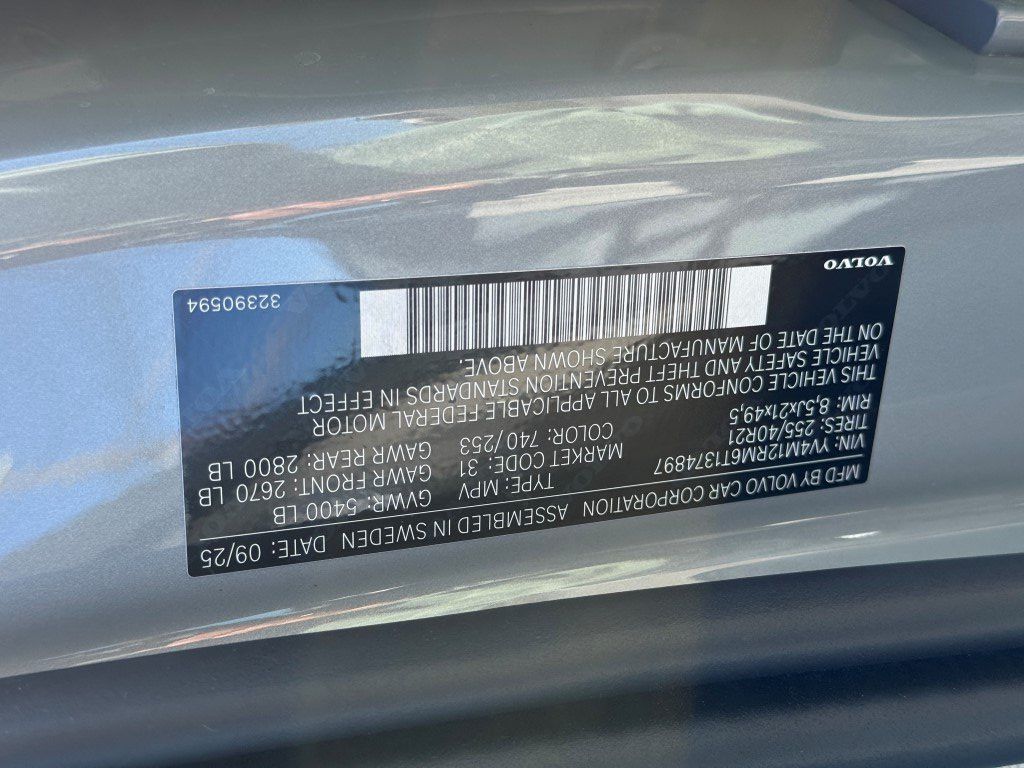 MFD BY VOLVO CAR CORPORATION ASSEMBLED IN SWEDEN DATE: 09/25
VIN: YV4M12RM6T1374897 TYPE: MPV GVWR: 5400 LB
TIRES: 255/40R21 MARKET CODE: 31 GAWR FRONT: 2670 LB
RIM: 8,5Jx21x49,5 COLOR: 740/253 GAWR REAR: 2800 LB
THIS VEHICLE CONFORMS TO ALL APPLICABLE FEDERAL MOTOR
VEHICLE SAFETY AND THEFT PREVENTION STANDARDS IN EFFECT
ON THE DATE OF MANUFACTURE SHOWN ABOVE.
VOLVO 32390594